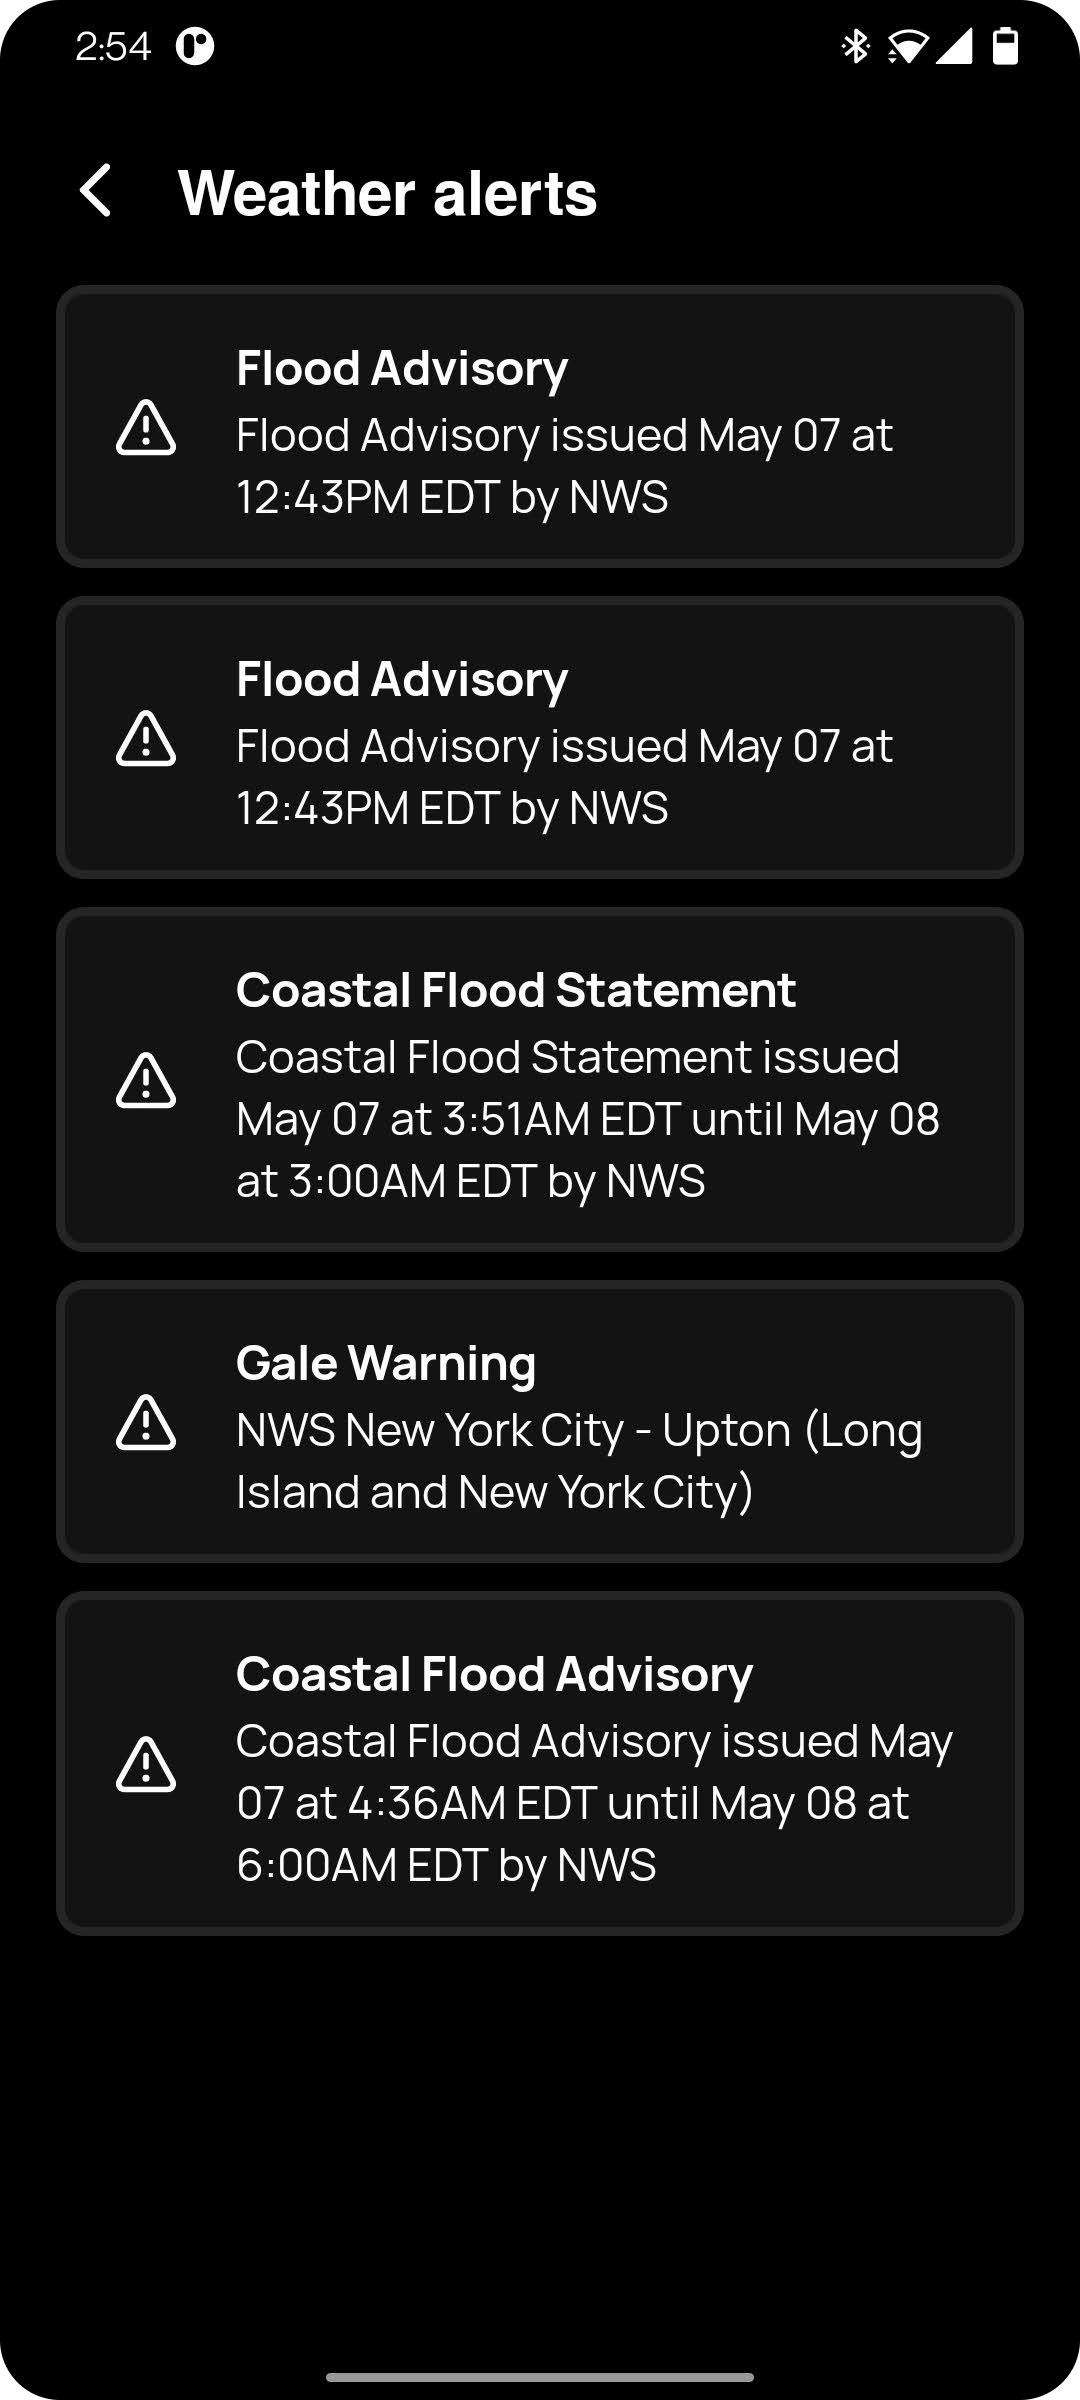 2:54
Weather alerts
Flood Advisory
Flood Advisory issued May 07 at
12:43PM EDT by NWS
Flood Advisory
Flood Advisory issued May 07 at
12:43PM EDT by NWS
Coastal Flood Statement
Coastal Flood Statement issued
May 07 at 3:51AM EDT until May 08
at 3:00AM EDT by NWS
Gale Warning
NWS New York City - Upton (Long
Island and New York City)
Coastal Flood Advisory
Coastal Flood Advisory issued May
07 at 4:36AM EDT until May 08 at
6:00AM EDT by NWS